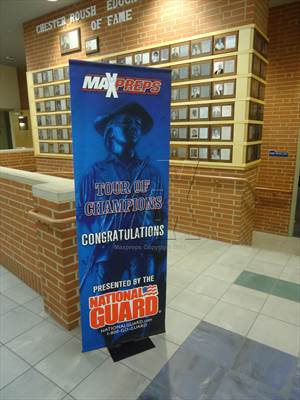 CHESTER ROUSH EDUC
OF FAME
MAXPREPS
TOUR OF
CHAMPIONS
CONGRATULATIONS
PRESENTED BY THE
NATIONAL
GUARD
NATIONALGUARD.com
1-800-GO-GUARD